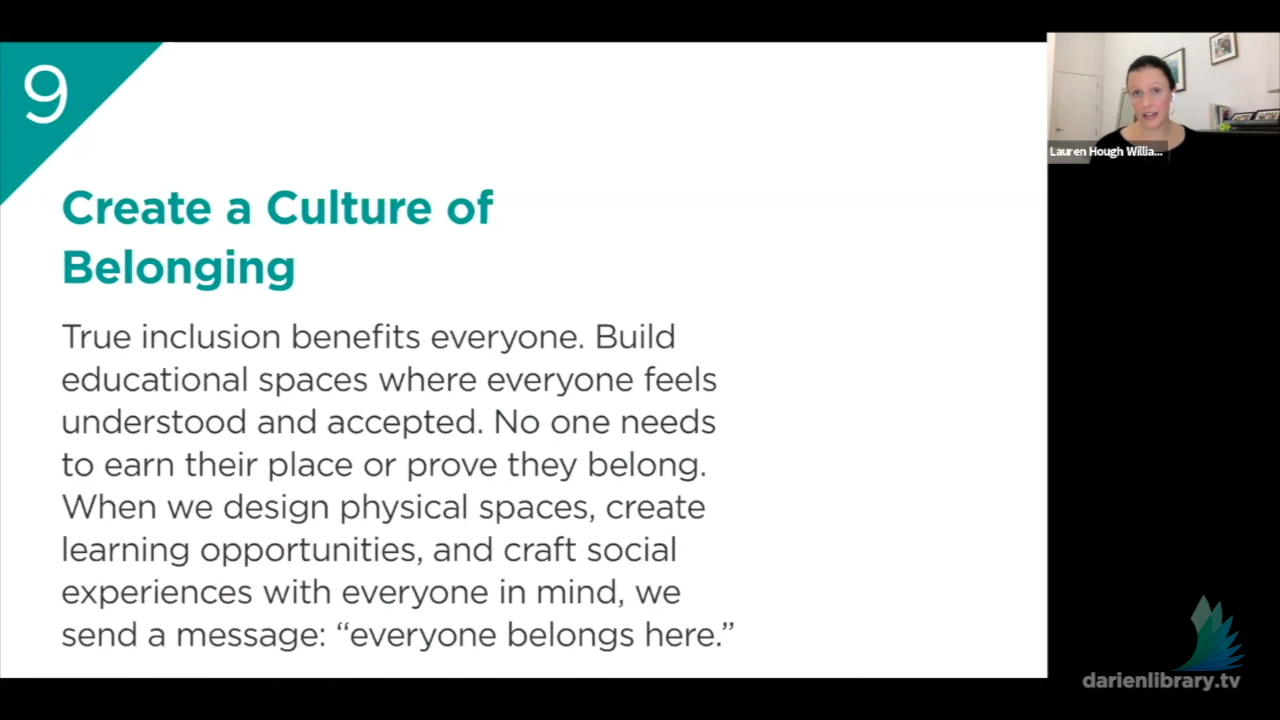 9
Create a Culture of
Belonging
True inclusion benefits everyone. Build
educational spaces where everyone feels
understood and accepted. No one needs
to earn their place or prove they belong.
When we design physical spaces, create
learning opportunities, and craft social
experiences with everyone in mind, we
send a message: “everyone belongs here.”
Lauren Hough Willia...
darienlibrary.tv